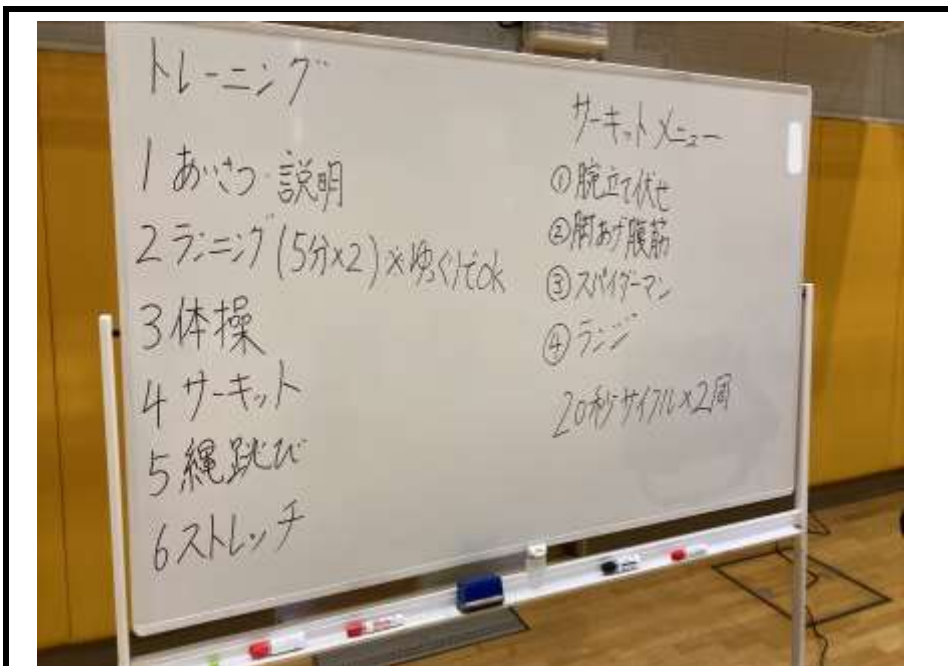 トレーニング
1 あいさつ・説明
2 ランニング(5分×2)※ゆっくりでOK
3 体操
4 サーキット
5 縄跳び
6 ストレッチ
サーキットメニュー
①腕立て伏せ
②脚あげ腹筋
③スパイダーマン
④ランジ
20秒サイクル×2周